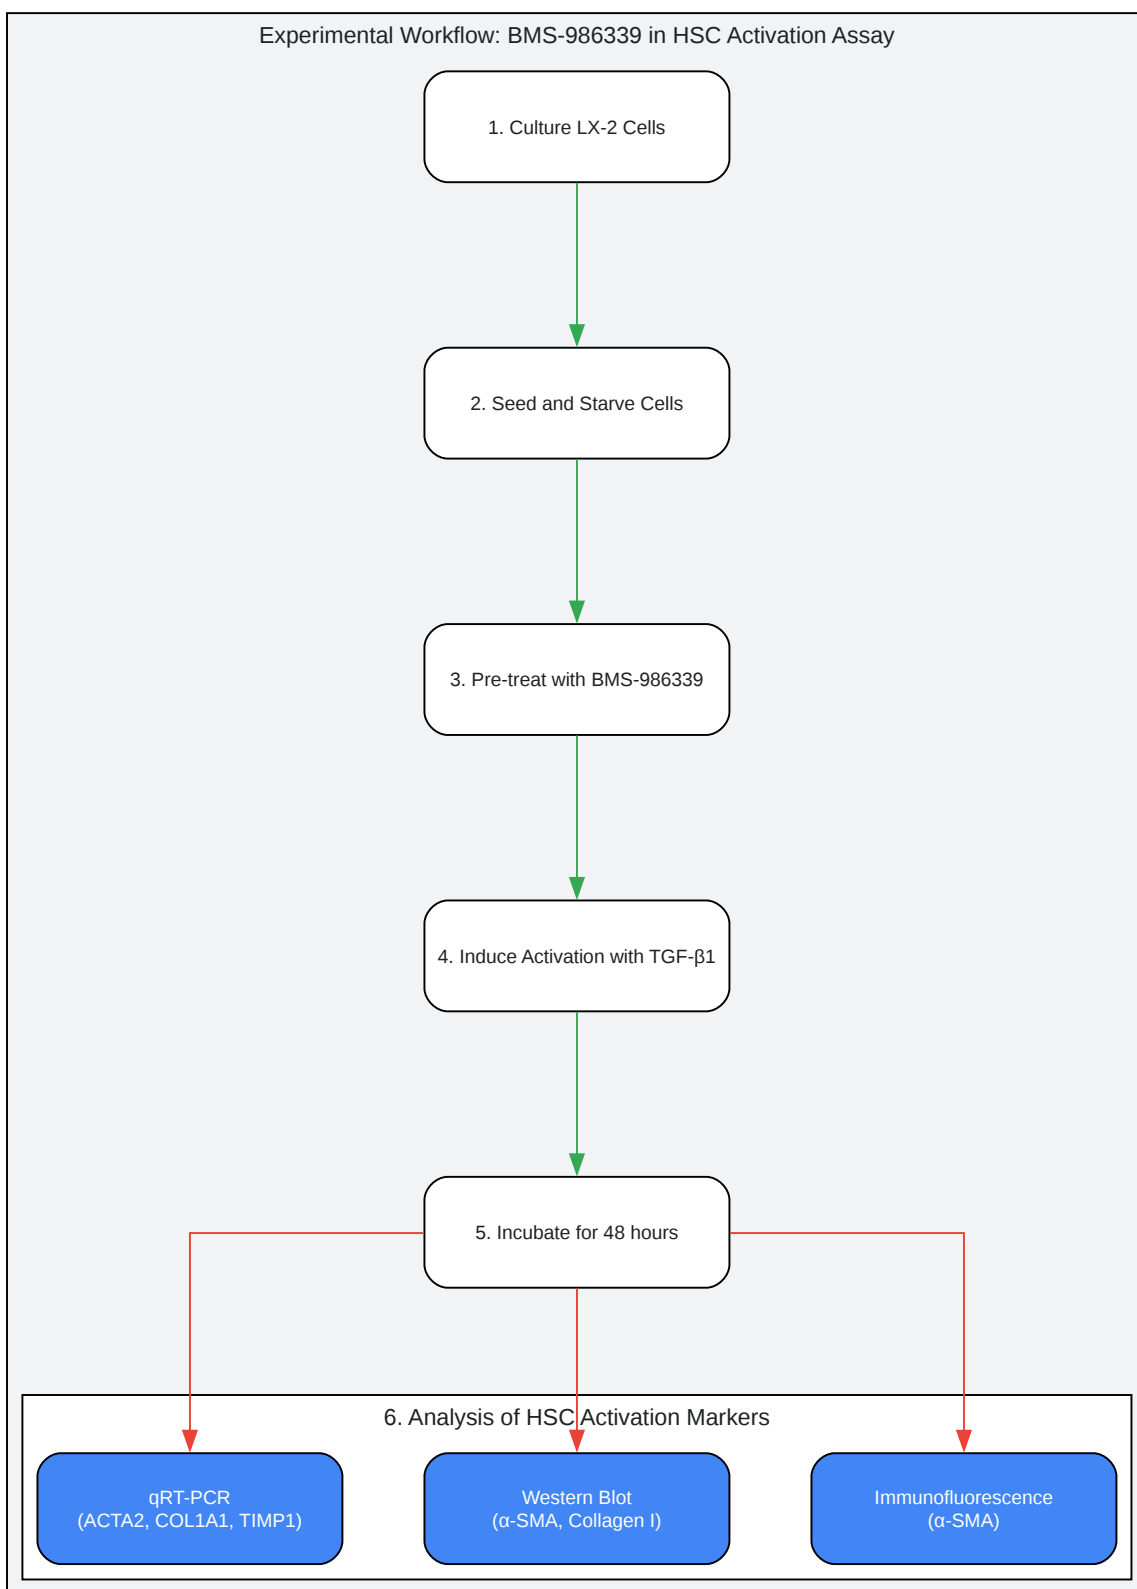 Experimental Workflow: BMS-986339 in HSC Activation Assay
1. Culture LX-2 Cells
2. Seed and Starve Cells
3. Pre-treat with BMS-986339
4. Induce Activation with TGF-β1
5. Incubate for 48 hours
6. Analysis of HSC Activation Markers
qRT-PCR
(ACTA2, COL1A1, TIMP1)
Western Blot
(α-SMA, Collagen I)
Immunofluorescence
(α-SMA)